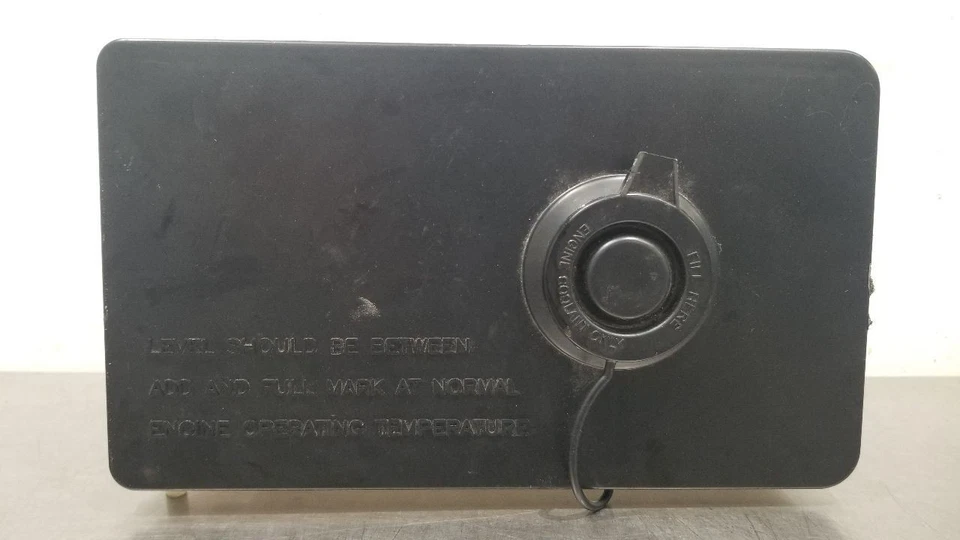 ENGINE COOLANT ONLY
FILL HERE
LEVEL SHOULD BE BETWEEN
ADD AND FULL MARK AT NORMAL
ENGINE OPERATING TEMPERATURE